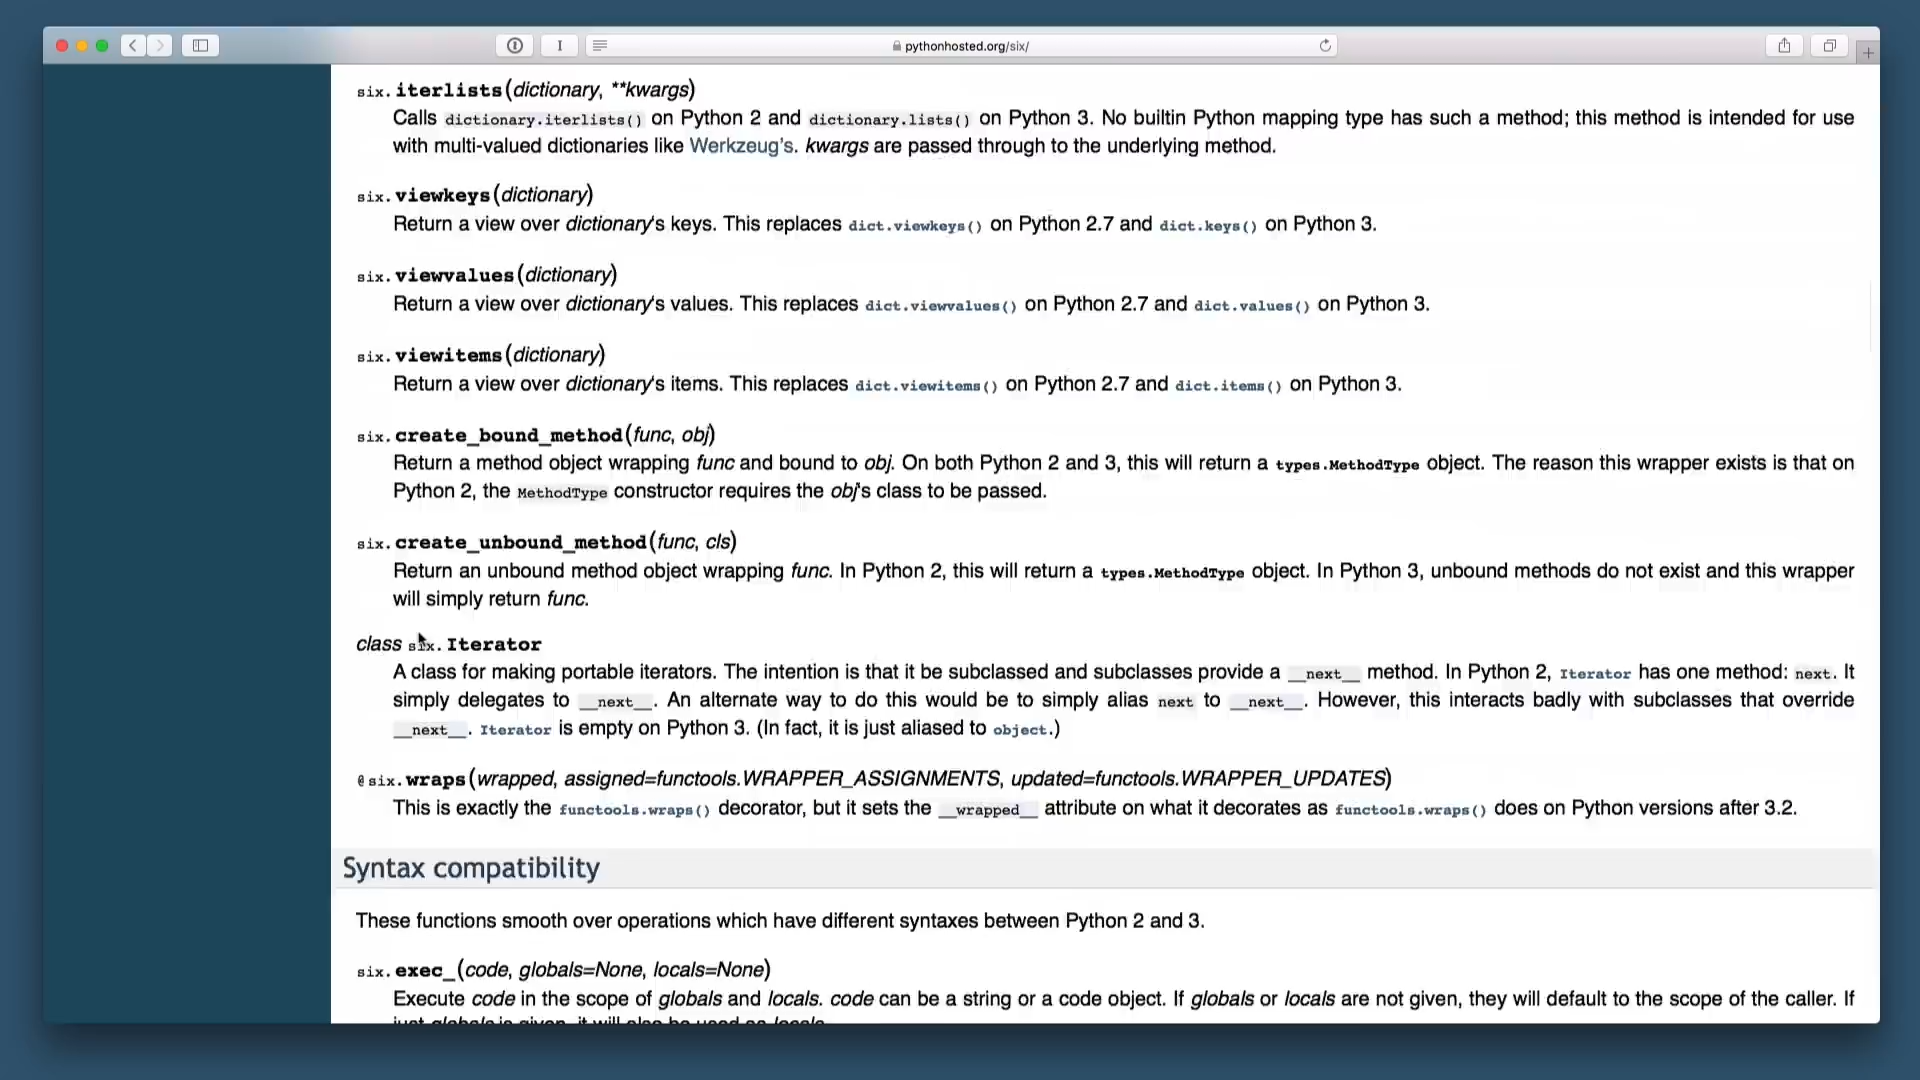 pythonhosted.org/six/
six.iterlists(dictionary, **kwargs)
Calls dictionary.iterlists() on Python 2 and dictionary.lists() on Python 3. No builtin Python mapping type has such a method; this method is intended for use
with multi-valued dictionaries like Werkzeug's. kwargs are passed through to the underlying method.
six.viewkeys(dictionary)
Return a view over dictionary's keys. This replaces dict.viewkeys() on Python 2.7 and dict.keys() on Python 3.
six.viewvalues(dictionary)
Return a view over dictionary's values. This replaces dict.viewvalues() on Python 2.7 and dict.values() on Python 3.
six.viewitems(dictionary)
Return a view over dictionary's items. This replaces dict.viewitems() on Python 2.7 and dict.items() on Python 3.
six.create_bound_method(func, obj)
Return a method object wrapping func and bound to obj. On both Python 2 and 3, this will return a types.MethodType object. The reason this wrapper exists is that on
Python 2, the MethodType constructor requires the obj's class to be passed.
six.create_unbound_method(func, cls)
Return an unbound method object wrapping func. In Python 2, this will return a types.MethodType object. In Python 3, unbound methods do not exist and this wrapper
will simply return func.
class six.Iterator
A class for making portable iterators. The intention is that it be subclassed and subclasses provide a __next__ method. In Python 2, Iterator has one method: next. It
simply delegates to __next__. An alternate way to do this would be to simply alias next to __next__. However, this interacts badly with subclasses that override
__next__. Iterator is empty on Python 3. (In fact, it is just aliased to object.)
@six.wraps(wrapped, assigned=functools.WRAPPER_ASSIGNMENTS, updated=functools.WRAPPER_UPDATES)
This is exactly the functools.wraps() decorator, but it sets the __wrapped__ attribute on what it decorates as functools.wraps() does on Python versions after 3.2.
Syntax compatibility
These functions smooth over operations which have different syntaxes between Python 2 and 3.
six.exec_(code, globals=None, locals=None)
Execute code in the scope of globals and locals. code can be a string or a code object. If globals or locals are not given, they will default to the scope of the caller. If
just globals is given, it will also be used as locals.